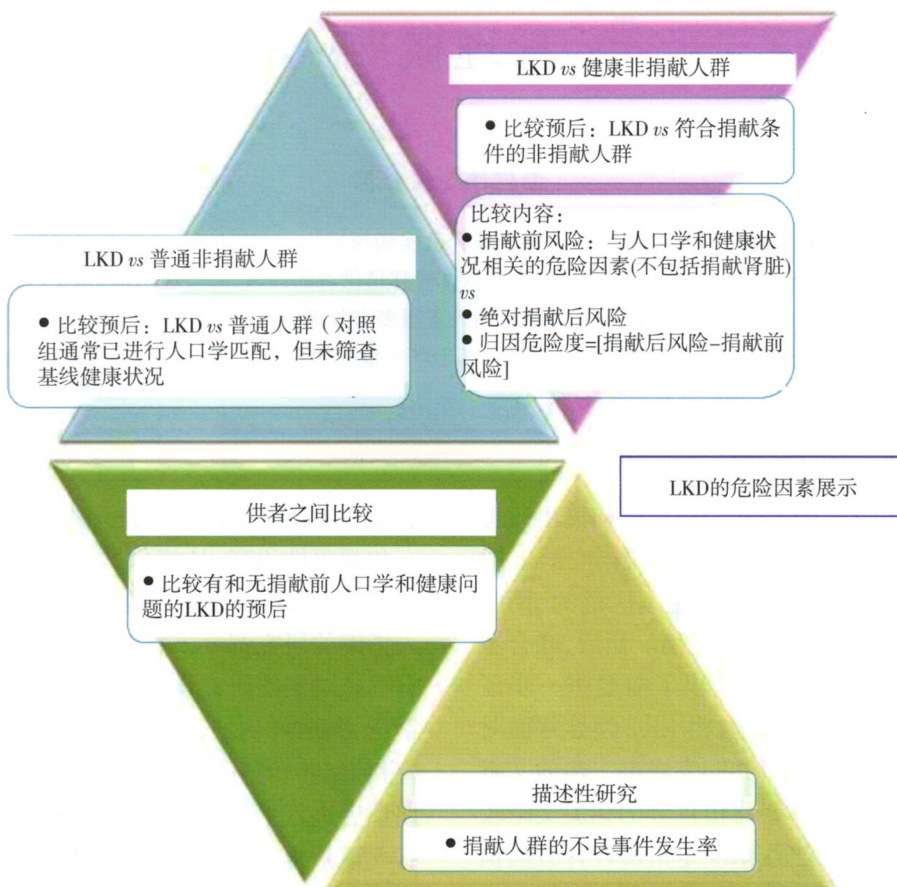 LKD vs 健康非捐献人群
● 比较预后：LKD vs 符合捐献条
件的非捐献人群
比较内容：
● 捐献前风险：与人口学和健康状
况相关的危险因素(不包括捐献肾脏)
vs
● 绝对捐献后风险
● 归因危险度=[捐献后风险-捐献前
风险]
LKD vs 普通非捐献人群
● 比较预后：LKD vs 普通人群（对照
组通常已进行人口学匹配，但未筛查
基线健康状况
LKD的危险因素展示
供者之间比较
● 比较有和无捐献前人口学和健康问
题的LKD的预后
描述性研究
● 捐献人群的不良事件发生率